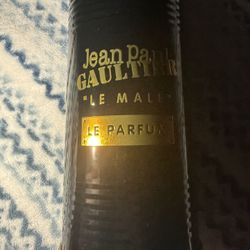 Jean Paul
GAULTIER
"LE MALE"
LE PARFUM